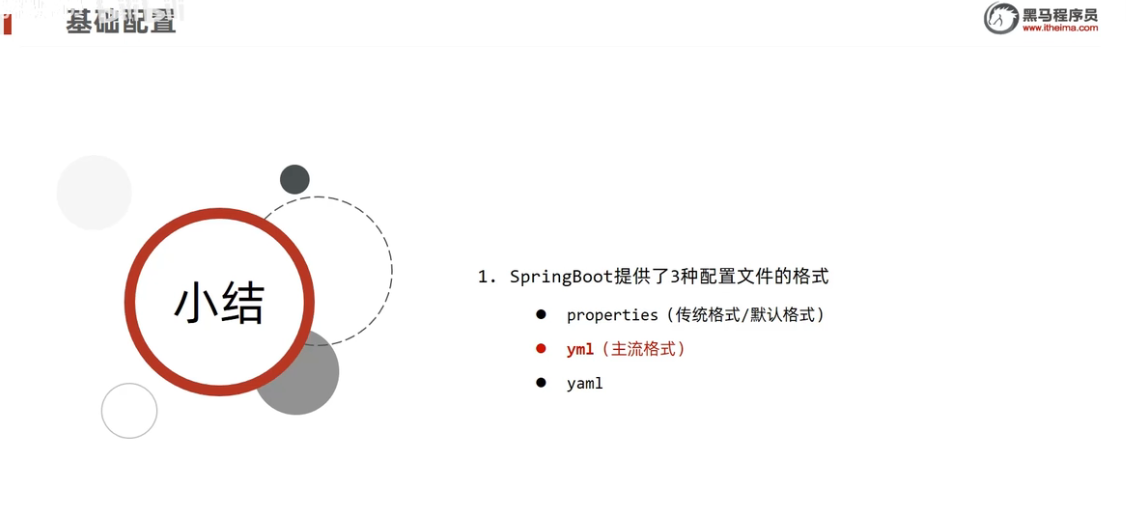 基础配置
黑马程序员
www.itheima.com
小结
1. SpringBoot提供了3种配置文件的格式
● properties（传统格式/默认格式）
● yml（主流格式）
● yaml